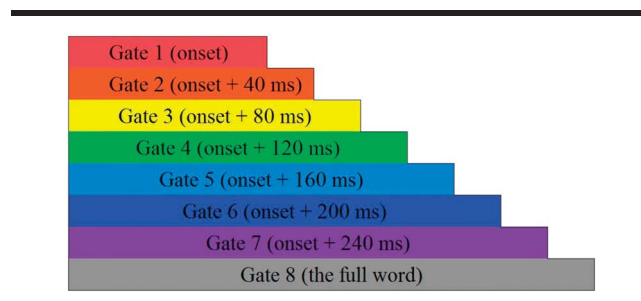 Gate 1 (onset)
Gate 2 (onset + 40 ms)
Gate 3 (onset + 80 ms)
Gate 4 (onset + 120 ms)
Gate 5 (onset + 160 ms)
Gate 6 (onset + 200 ms)
Gate 7 (onset + 240 ms)
Gate 8 (the full word)